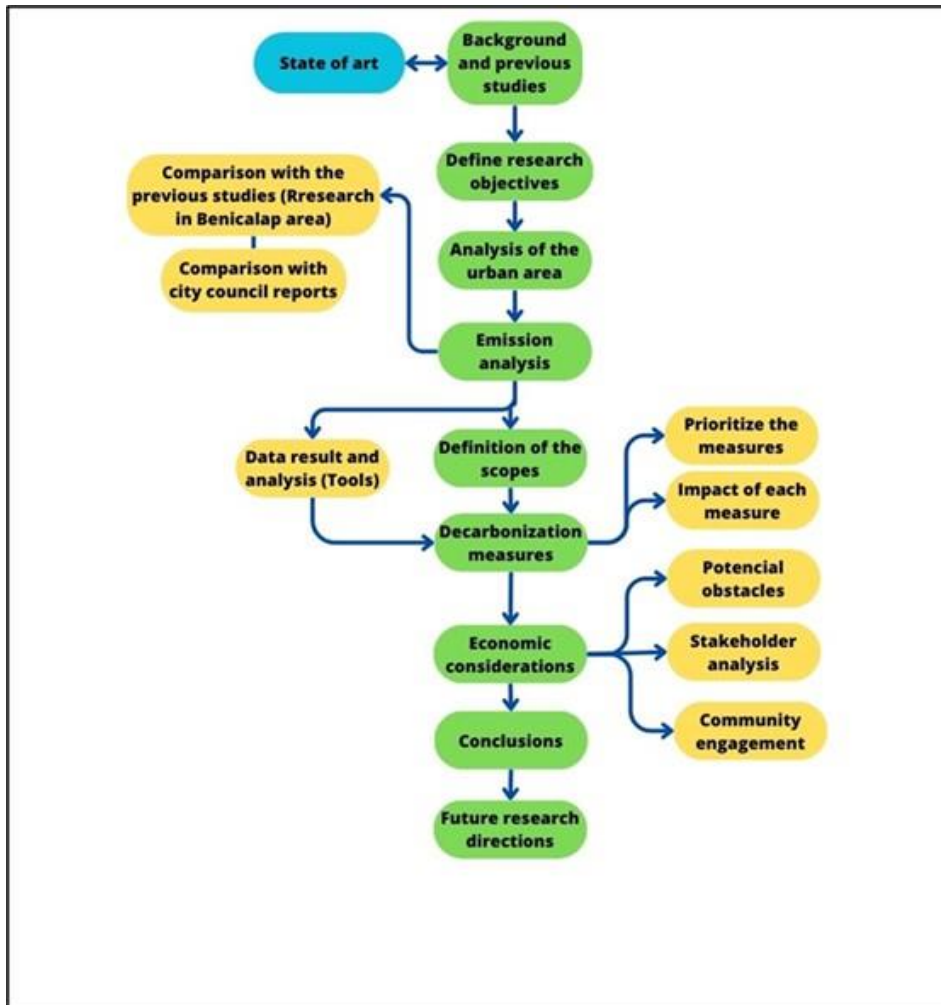 State of art
Background
and previous
studies
Define research
objectives
Comparison with the
previous studies (Rresearch
in Benicalap area)
Comparison with
city council reports
Analysis of the
urban area
Emission
analysis
Data result and
analysis (Tools)
Definition of the
scopes
Prioritize the
measures
Impact of each
measure
Decarbonization
measures
Potencial
obstacles
Economic
considerations
Stakeholder
analysis
Community
engagement
Conclusions
Future research
directions